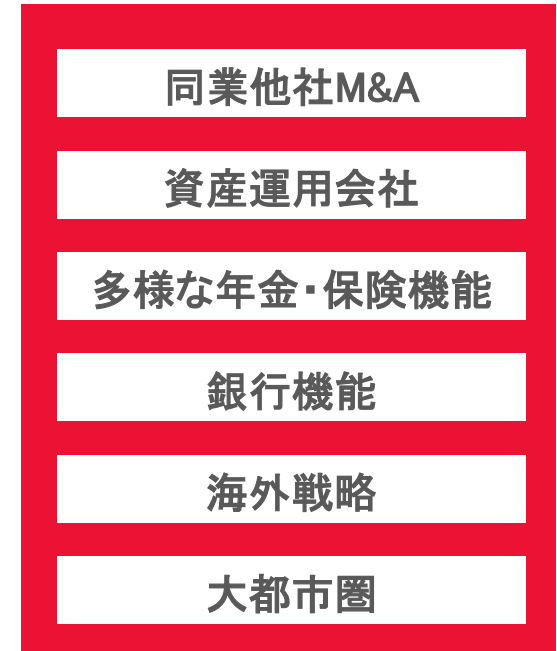 同業他社M&A
資産運用会社
多様な年金・保険機能
銀行機能
海外戦略
大都市圏